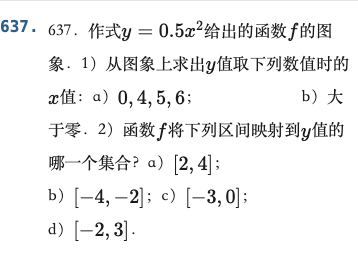 637. 637. 作式y = 0.5x²给出的函数f的图
象. 1) 从图象上求出y值取下列数值时的
x值: a) 0, 4, 5, 6; b) 大
于零. 2) 函数f将下列区间映射到y值的
哪一个集合? a) [2, 4];
b) [−4, −2]; c) [−3, 0];
d) [−2, 3].